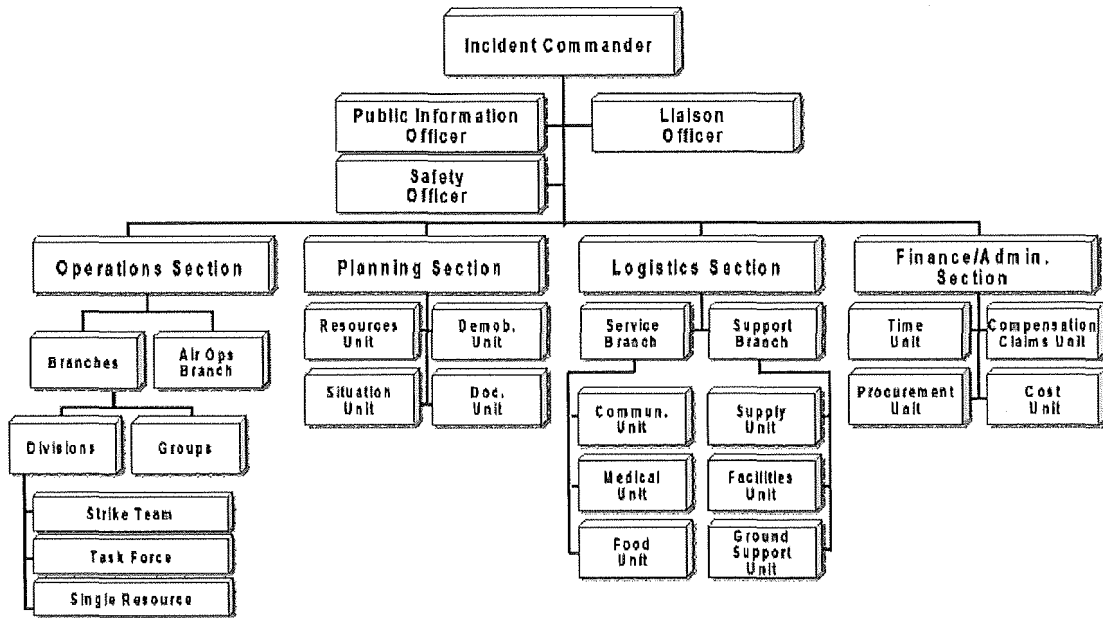 Incident Commander
Public Information
Officer
Liaison
Officer
Safety
Officer
Operations Section
Planning Section
Logistics Section
Finance/Admin.
Section
Branches
Air Ops
Branch
Divisions
Groups
Strike Team
Task Force
Single Resource
Resources
Unit
Demob.
Unit
Situation
Unit
Doc.
Unit
Service
Branch
Support
Branch
Commun.
Unit
Supply
Unit
Medical
Unit
Facilities
Unit
Food
Unit
Ground
Support
Unit
Time
Unit
Compensation
Claims Unit
Procurement
Unit
Cost
Unit